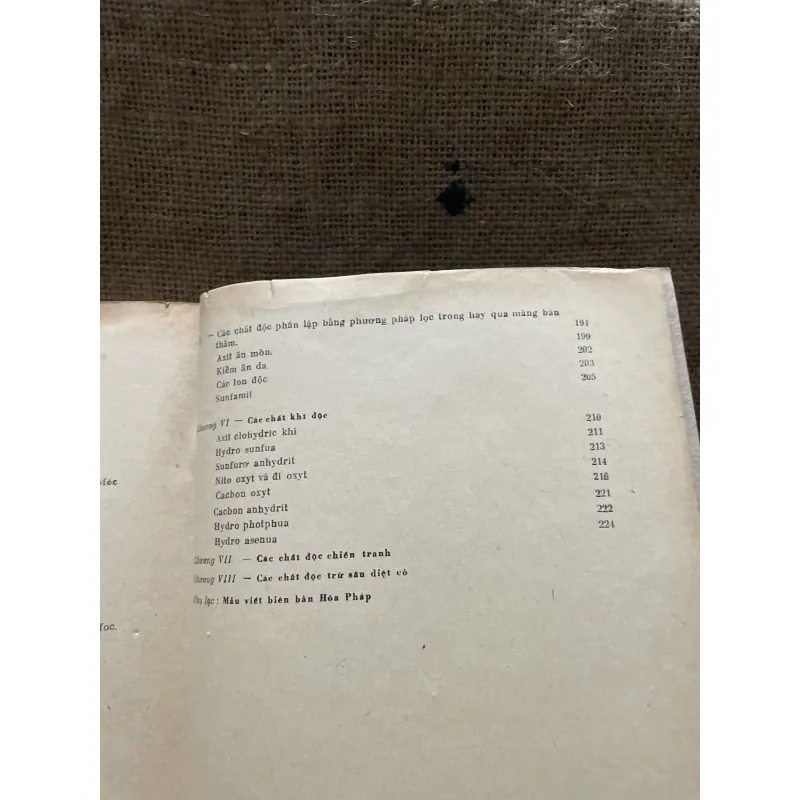 — Các chất độc phân lập bằng phương pháp lọc trong hay qua màng bán
thấm. 191
Axit ăn mòn. 199
Kiềm ăn da 202
Các ion độc 203
Sunfamit 205
Chương VI — Các chất khí độc
Axit clohydric khí 210
Hydro sunfua 211
Sunfurơ anhydrit 213
Nitơ oxyt và đi oxyt 214
Cacbon oxyt 216
Cacbon anhydrit 221
Hydro photphua 222
Hydro asenua 224
Chương VII — Các chất độc chiến tranh
Chương VIII — Các chất độc trừ sâu diệt cỏ
Phụ lục: Mẫu viết biên bản Hóa Pháp
foc.